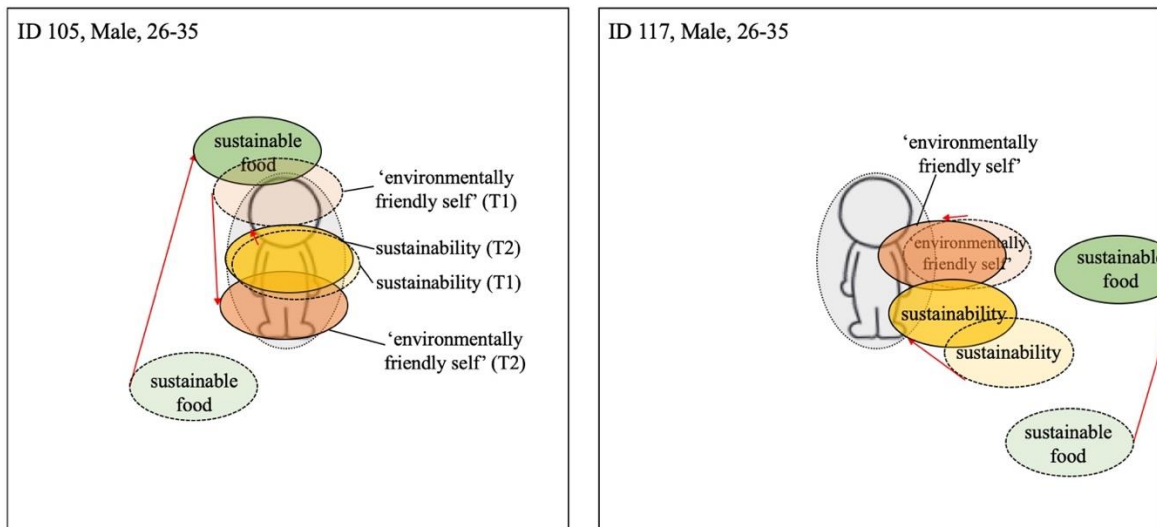 ID 105, Male, 26-35
sustainable
food
‘environmentally
friendly self’ (T1)
sustainability (T2)
sustainability (T1)
‘environmentally
friendly self’ (T2)
sustainable
food
ID 117, Male, 26-35
‘environmentally
friendly self’
‘environmentally
friendly self’
sustainable
food
sustainability
sustainability
sustainable
food